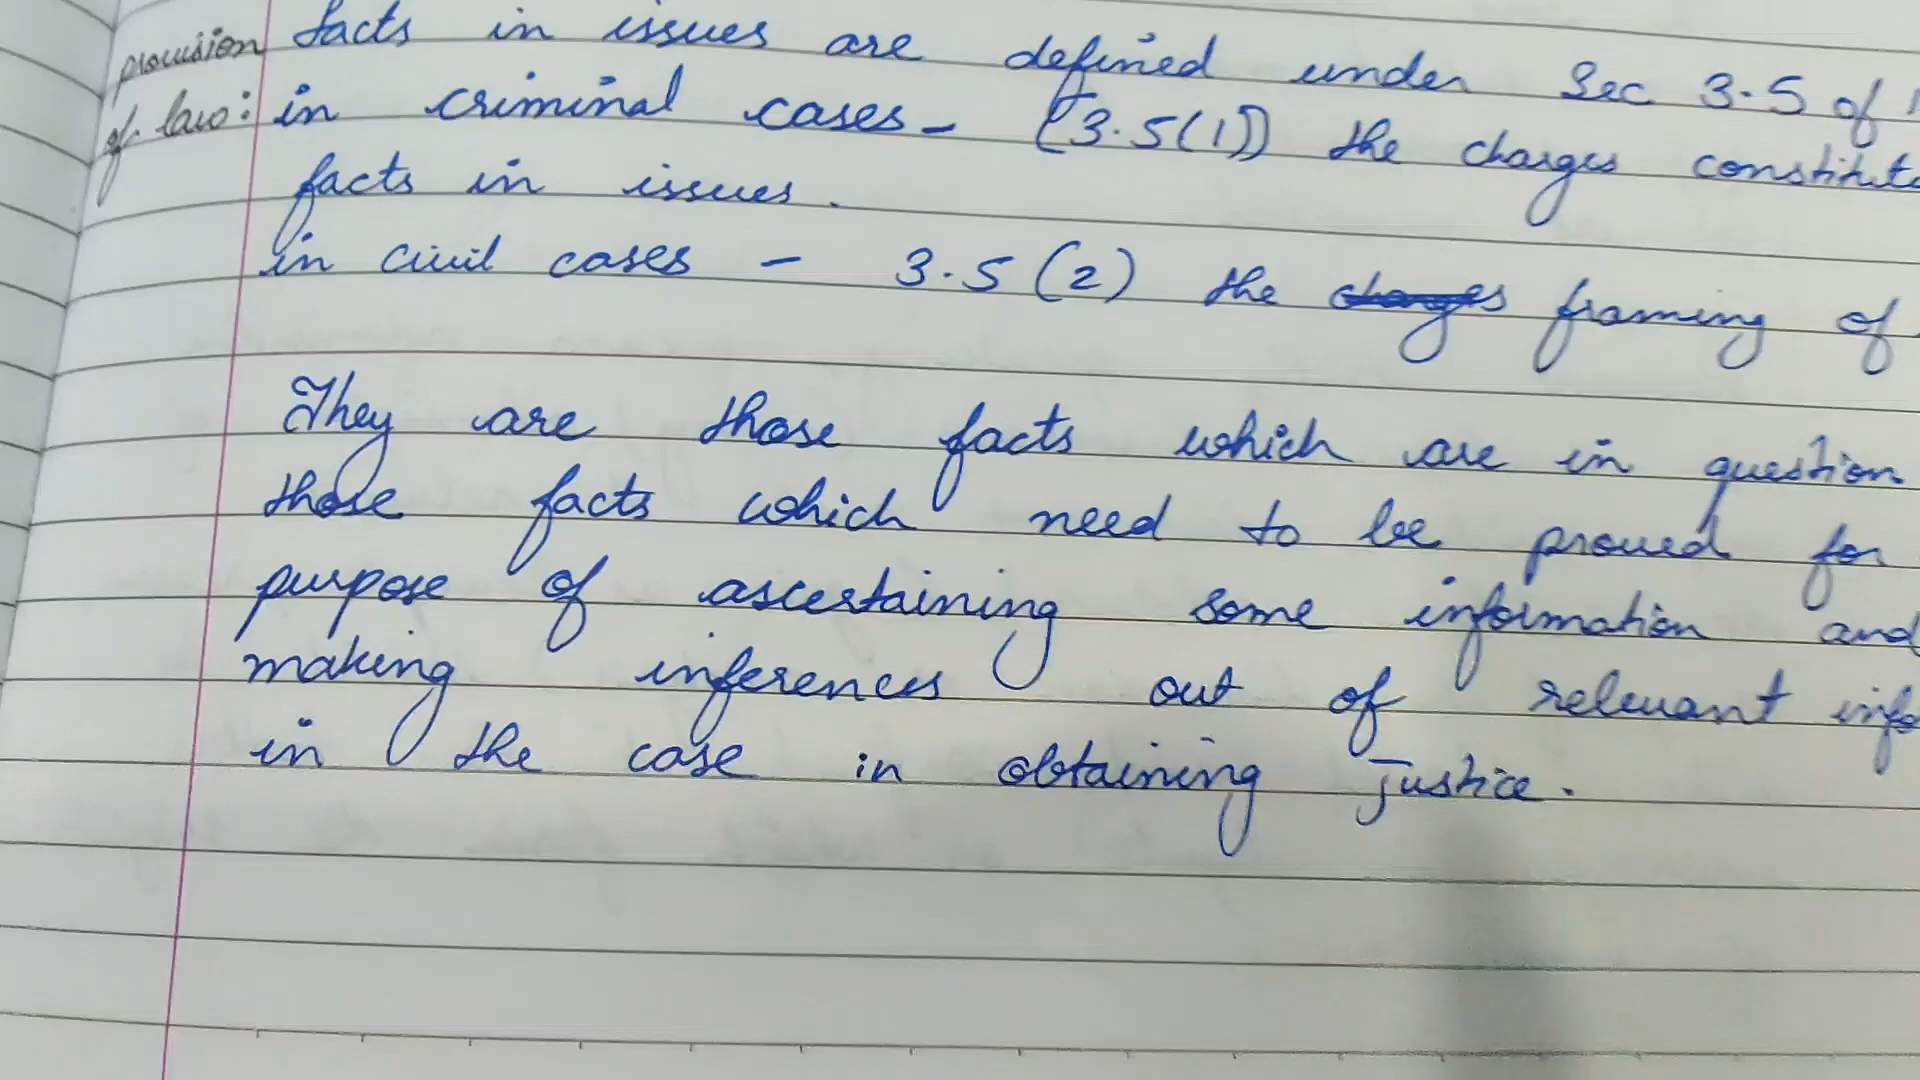 provision
of law:
facts in issues are defined under Sec 3.5 of
in criminal cases - [3.5(1)] the charges constitute
facts in issues.
in civil cases - 3.5 (2) the charges framing of
They are those facts which are in question
those facts which need to be proved for
purpose of ascertaining some information and
making inferences out of relevant info
in the case in obtaining justice.